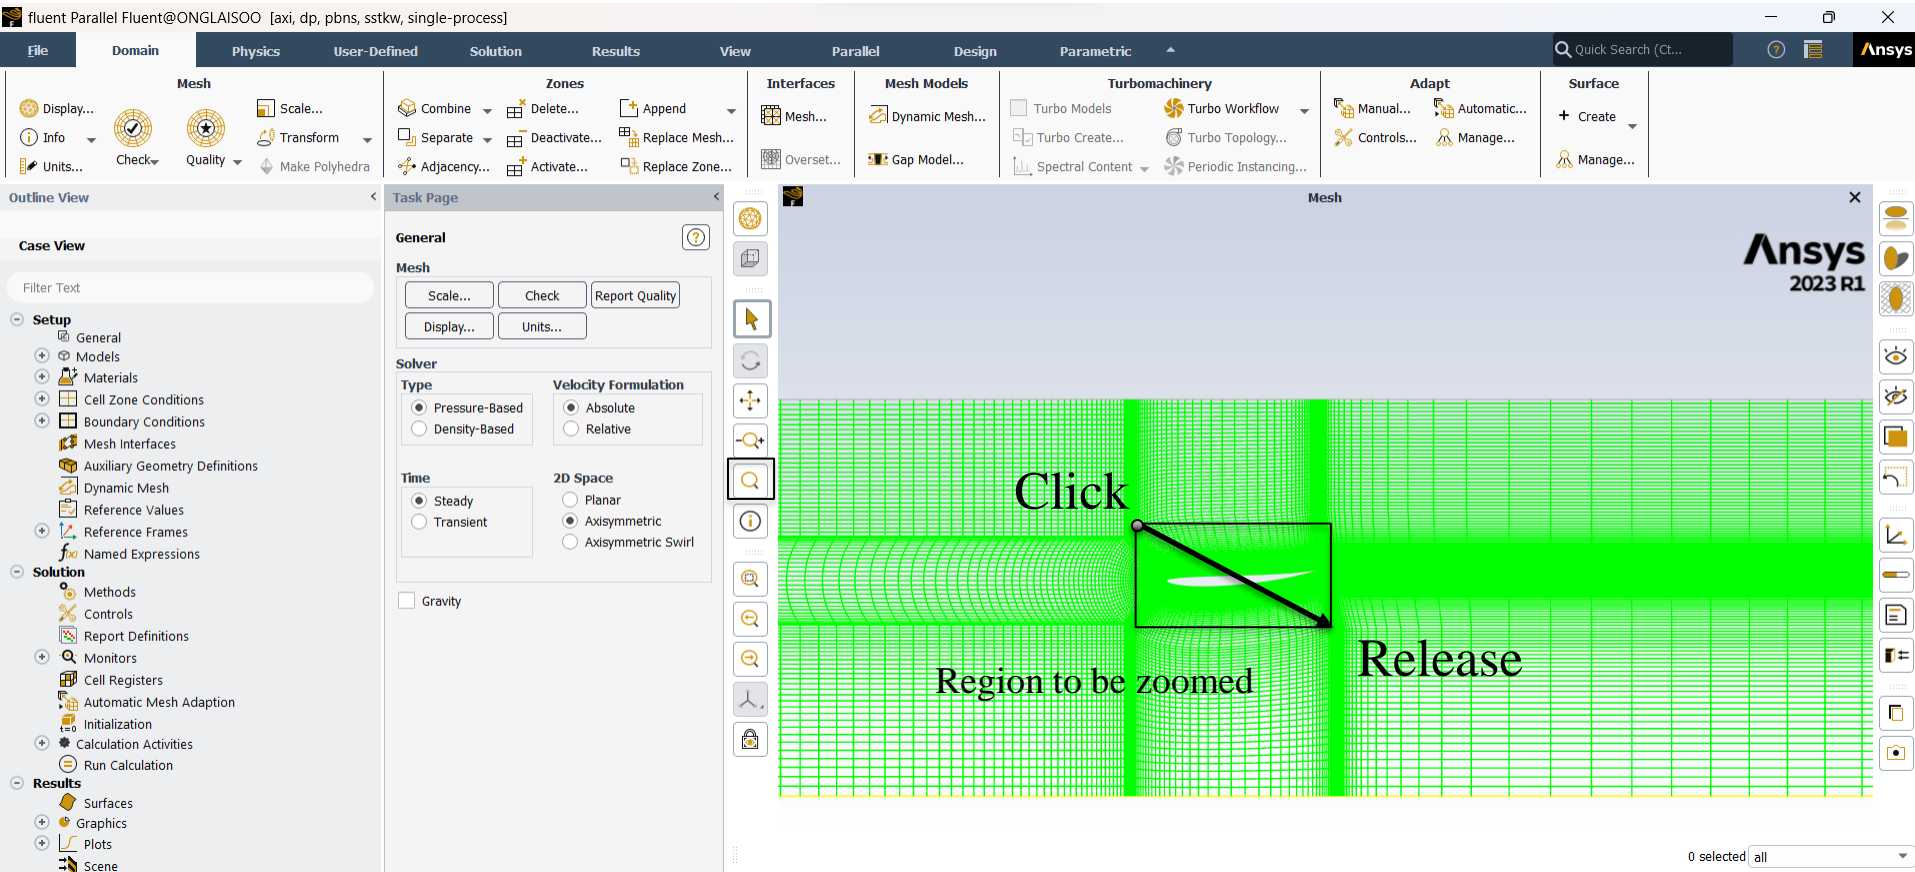 fluent Parallel Fluent@ONGLAISOO [axi, dp, pbns, sstkw, single-process]
File Domain Physics User-Defined Solution Results View Parallel Design Parametric Quick Search (Ct... Ansys
Mesh
Display...
Info
Units...
Check
Quality
Scale...
Transform
Make Polyhedra
Zones
Combine
Separate
Adjacency...
Delete...
Deactivate...
Activate...
Append
Replace Mesh...
Replace Zone...
Interfaces
Mesh...
Overset...
Mesh Models
Dynamic Mesh...
Gap Model...
Turbomachinery
Turbo Models
Turbo Create...
Spectral Content
Turbo Workflow
Turbo Topology...
Periodic Instancing...
Adapt
Manual...
Controls...
Automatic...
Manage...
Surface
Create
Manage...
Outline View
Case View
Filter Text
Setup
General
Models
Materials
Cell Zone Conditions
Boundary Conditions
Mesh Interfaces
Auxiliary Geometry Definitions
Dynamic Mesh
Reference Values
Reference Frames
Named Expressions
Solution
Methods
Controls
Report Definitions
Monitors
Cell Registers
Automatic Mesh Adaption
Initialization
Calculation Activities
Run Calculation
Results
Surfaces
Graphics
Plots
Scene
Task Page
General
Mesh
Scale... Check Report Quality
Display... Units...
Solver
Type
Pressure-Based
Density-Based
Velocity Formulation
Absolute
Relative
Time
Steady
Transient
2D Space
Planar
Axisymmetric
Axisymmetric Swirl
Gravity
Mesh
Ansys
2023 R1
Click
Release
Region to be zoomed
0 selected all